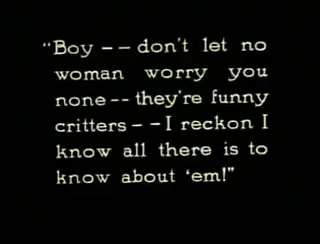 "Boy -- don't let no
woman worry you
none -- they're funny
critters -- I reckon I
know all there is to
know about 'em!"